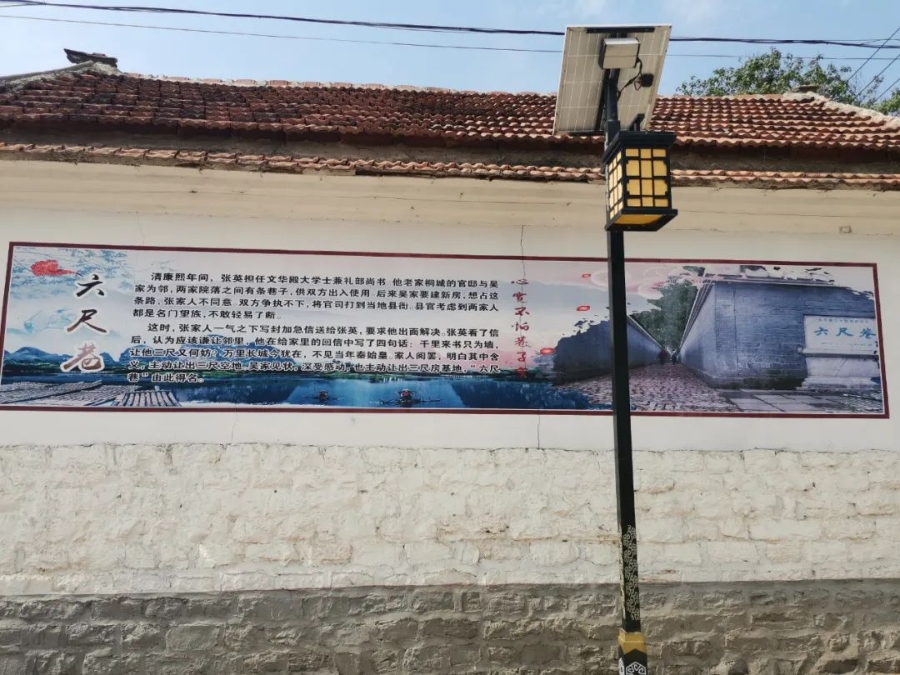 六尺巷
清康熙年间,张英担任文华殿大学士兼礼部尚书 他老家桐城的官邸与吴
家为邻,两家院落之间有条巷子,供双方出入使用.后来吴家要建新房,想占这
条路,张家人不同意.双方争执不下,将官司打到当地县衙.县官考虑到两家人
都是名门望族,不敢轻易了断.
这时,张家人一气之下写封加急信送给张英,要求他出面解决.张英看了信
后,认为应该谦让邻里,他在给家里的回信中写了四句话:千里来书只为墙,
让他三尺又何妨?万里长城今犹在,不见当年秦始皇.家人阅罢,明白其中含
义,主动让出三尺空地.吴家见状,深受感动,也主动让出三尺房基地,“六尺
巷”由此得名.
心宽不怕巷子窄
六尺巷